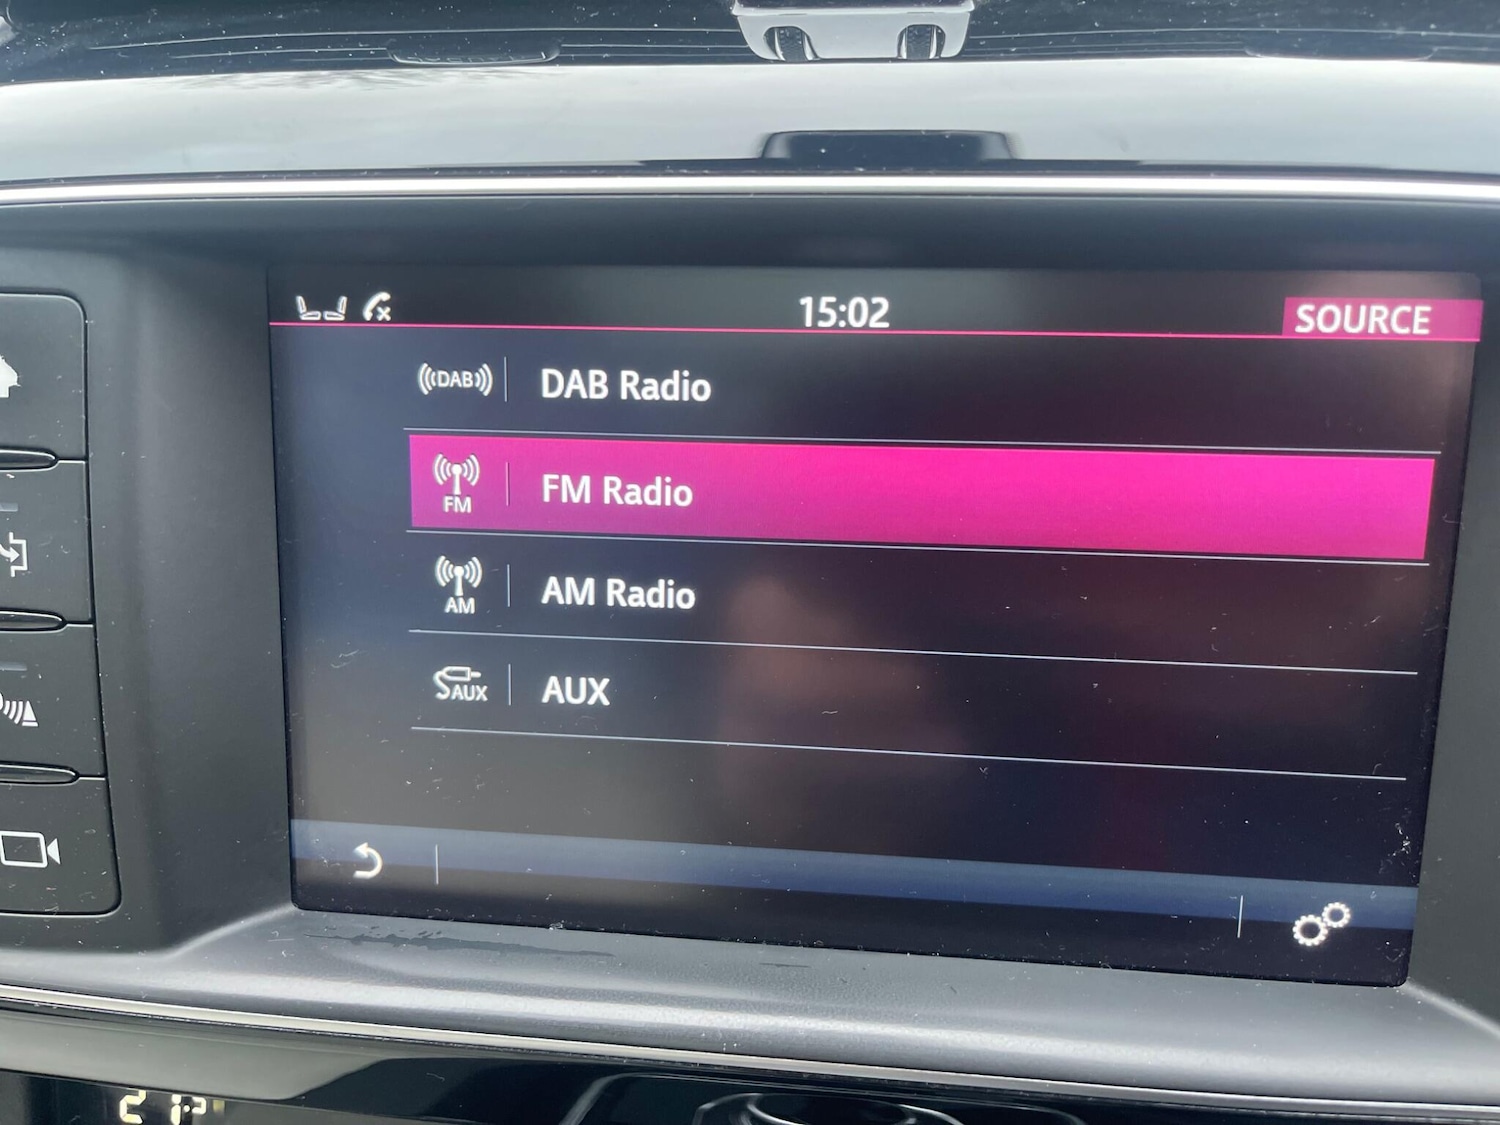 15:02
SOURCE
DAB DAB Radio
FM FM Radio
AM AM Radio
AUX AUX